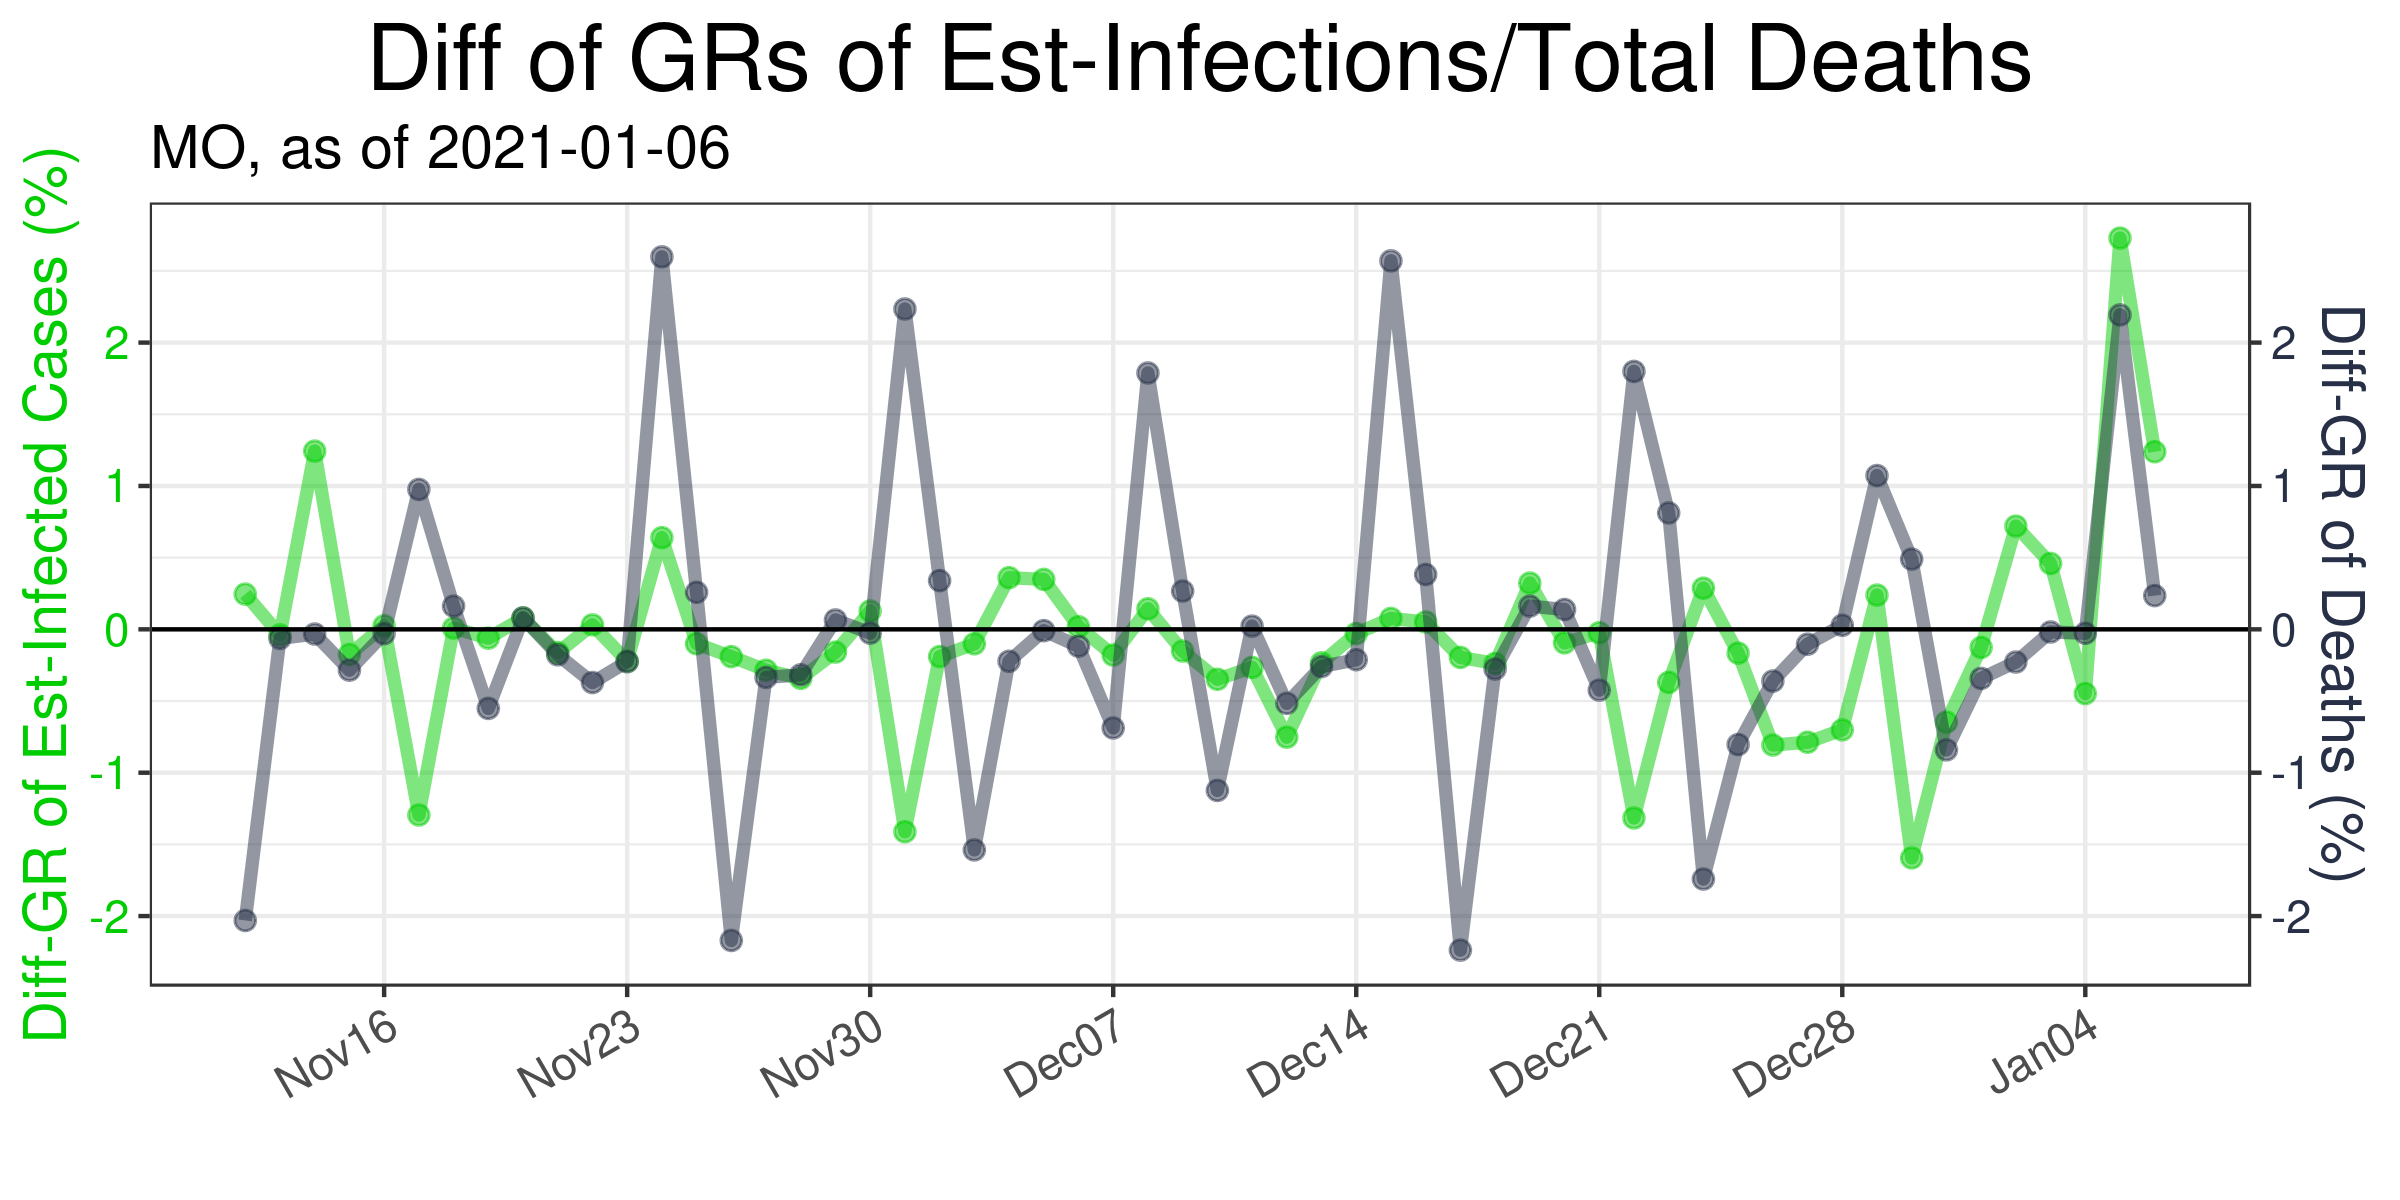 Diff of GRs of Est-Infections/Total Deaths
MO, as of 2021-01-06
Diff-GR of Est-Infected Cases (%)
2
1
0
-1
-2
2
1
0
-1
-2
Diff-GR of Deaths (%)
Nov16
Nov23
Nov30
Dec07
Dec14
Dec21
Dec28
Jan04